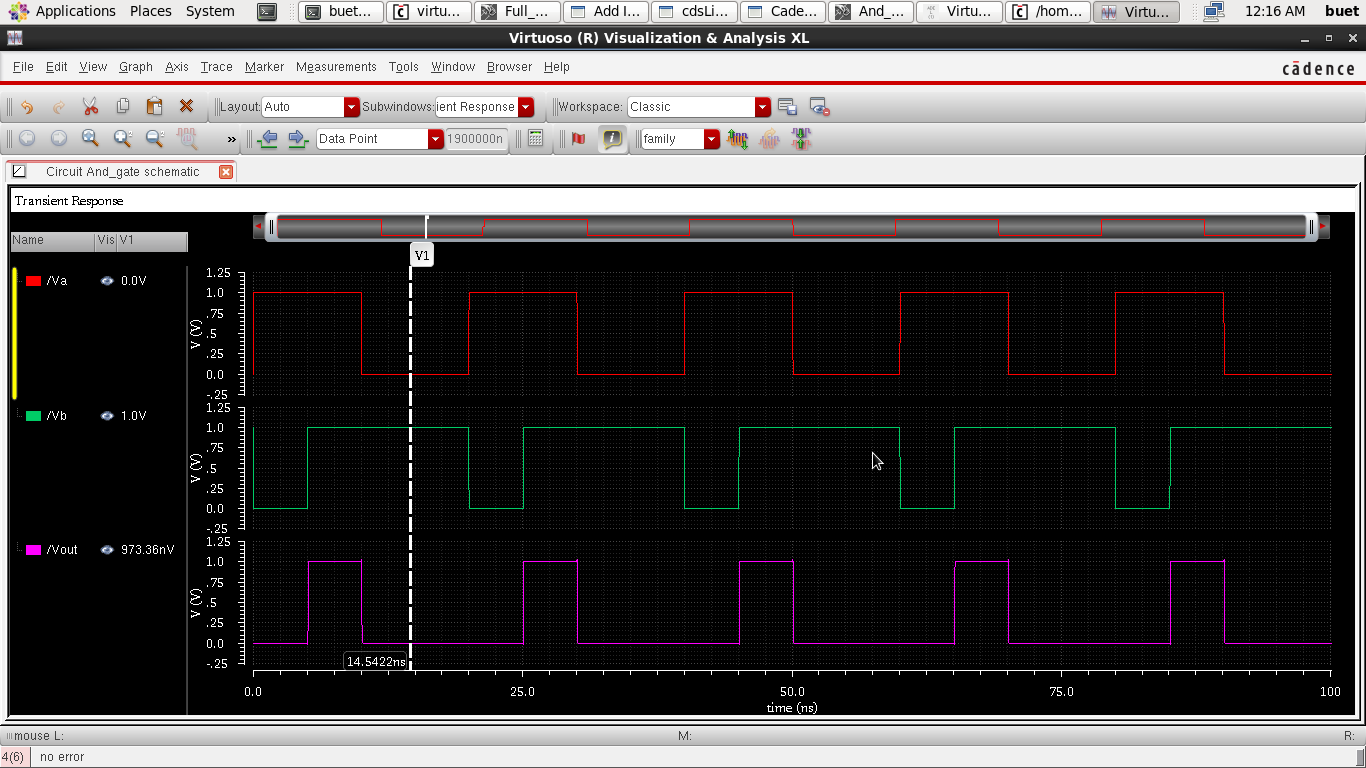 Applications Places System buet... virtu... Full_... Add I... cdsLi... Cade... And_... Virtu... /hom... Virtu... 12:16 AM buet
Virtuoso (R) Visualization & Analysis XL
File Edit View Graph Axis Trace Marker Measurements Tools Window Browser Help cādence
Layout: Auto Subwindows: ient Response Workspace: Classic
» Data Point 1900000n family
Circuit And_gate schematic
Transient Response
Name Vis V1
V1
/Va 0.0V
V (V)
1.25
1.0
.75
.5
.25
0.0
-.25
/Vb 1.0V
V (V)
1.25
1.0
.75
.5
.25
0.0
-.25
/Vout 973.36nV
V (V)
1.25
1.0
.75
.5
.25
0.0
-.25
14.5422ns
0.0 25.0 50.0 75.0 100
time (ns)
mouse L: M: R:
4(6) no error